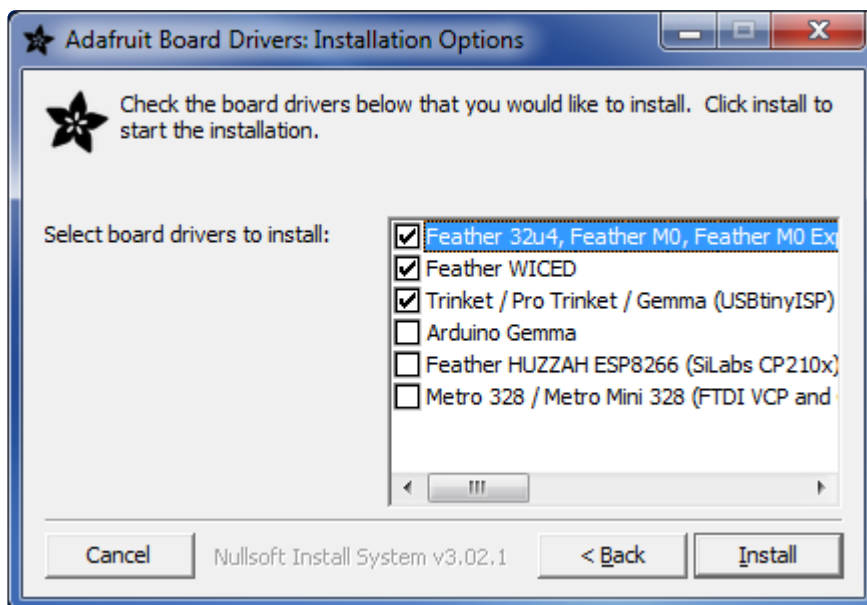 Adafruit Board Drivers: Installation Options
Check the board drivers below that you would like to install. Click install to
start the installation.
Select board drivers to install:
Feather 32u4, Feather M0, Feather M0
Feather WICED
Trinket / Pro Trinket / Gemma (USBtinyISP)
Arduino Gemma
Feather HUZZAH ESP8266 (SiLabs CP210x)
Metro 328 / Metro Mini 328 (FTDI VCP and
Cancel
Nullsoft Install System v3.02.1
< Back
Install